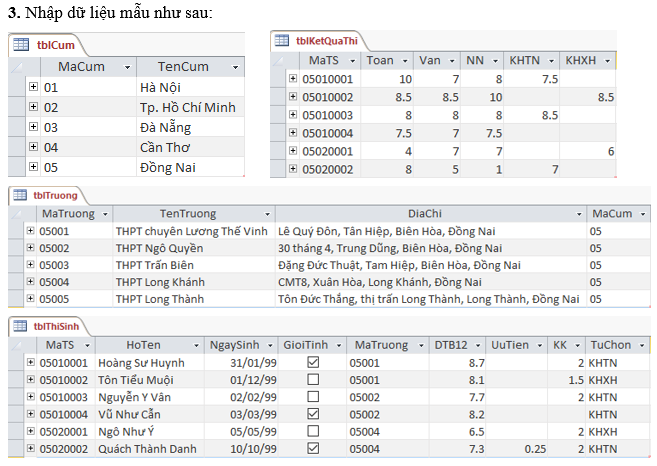 3. Nhập dữ liệu mẫu như sau:
tblCum
MaCum TenCum
01 Hà Nội
02 Tp. Hồ Chí Minh
03 Đà Nẵng
04 Cần Thơ
05 Đồng Nai
tblKetQuaThi
MaTS Toan Van NN KHTN KHXH
05010001 10 7 8 7.5
05010002 8.5 8.5 10 8.5
05010003 8 8 8 8.5
05010004 7.5 7 7.5
05020001 4 7 7 6
05020002 8 5 1 7
tblTruong
MaTruong TenTruong DiaChi MaCum
05001 THPT chuyên Lương Thế Vinh Lê Quý Đôn, Tân Hiệp, Biên Hòa, Đồng Nai 05
05002 THPT Ngô Quyền 30 tháng 4, Trung Dũng, Biên Hòa, Đồng Nai 05
05003 THPT Trấn Biên Đặng Đức Thuật, Tam Hiệp, Biên Hòa, Đồng Nai 05
05004 THPT Long Khánh CMT8, Xuân Hòa, Long Khánh, Đồng Nai 05
05005 THPT Long Thành Tôn Đức Thắng, thị trấn Long Thành, Long Thành, Đồng Nai 05
tblThiSinh
MaTS HoTen NgaySinh GioiTinh MaTruong DTB12 UuTien KK TuChon
05010001 Hoàng Sư Huynh 31/01/99 05001 8.7 2 KHTN
05010002 Tôn Tiểu Muội 01/12/99 05001 8.1 1.5 KHXH
05010003 Nguyễn Y Vân 02/02/99 05002 7.7 2 KHTN
05010004 Vũ Như Cẫn 03/03/99 05002 8.2 KHTN
05020001 Ngô Như Ý 05/05/99 05004 6.5 2 KHXH
05020002 Quách Thành Danh 10/10/99 05004 7.3 0.25 2 KHTN